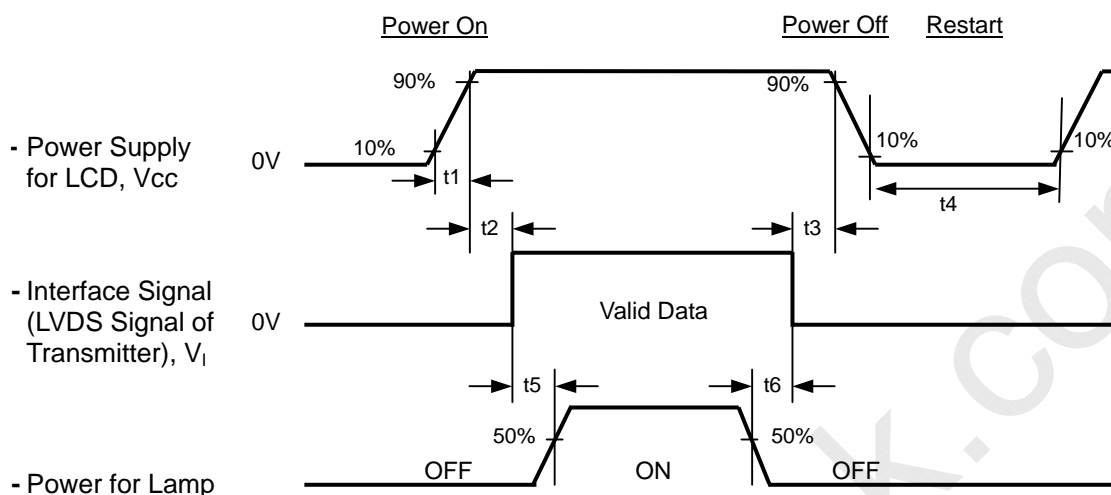 Power On
Power Off Restart
90%
90%
- Power Supply
for LCD, Vcc
0V
10%
10%
10%
t1
t4
t2
t3
- Interface Signal
(LVDS Signal of
Transmitter), VI
0V
Valid Data
t5
t6
50%
50%
- Power for Lamp
OFF
ON
OFF